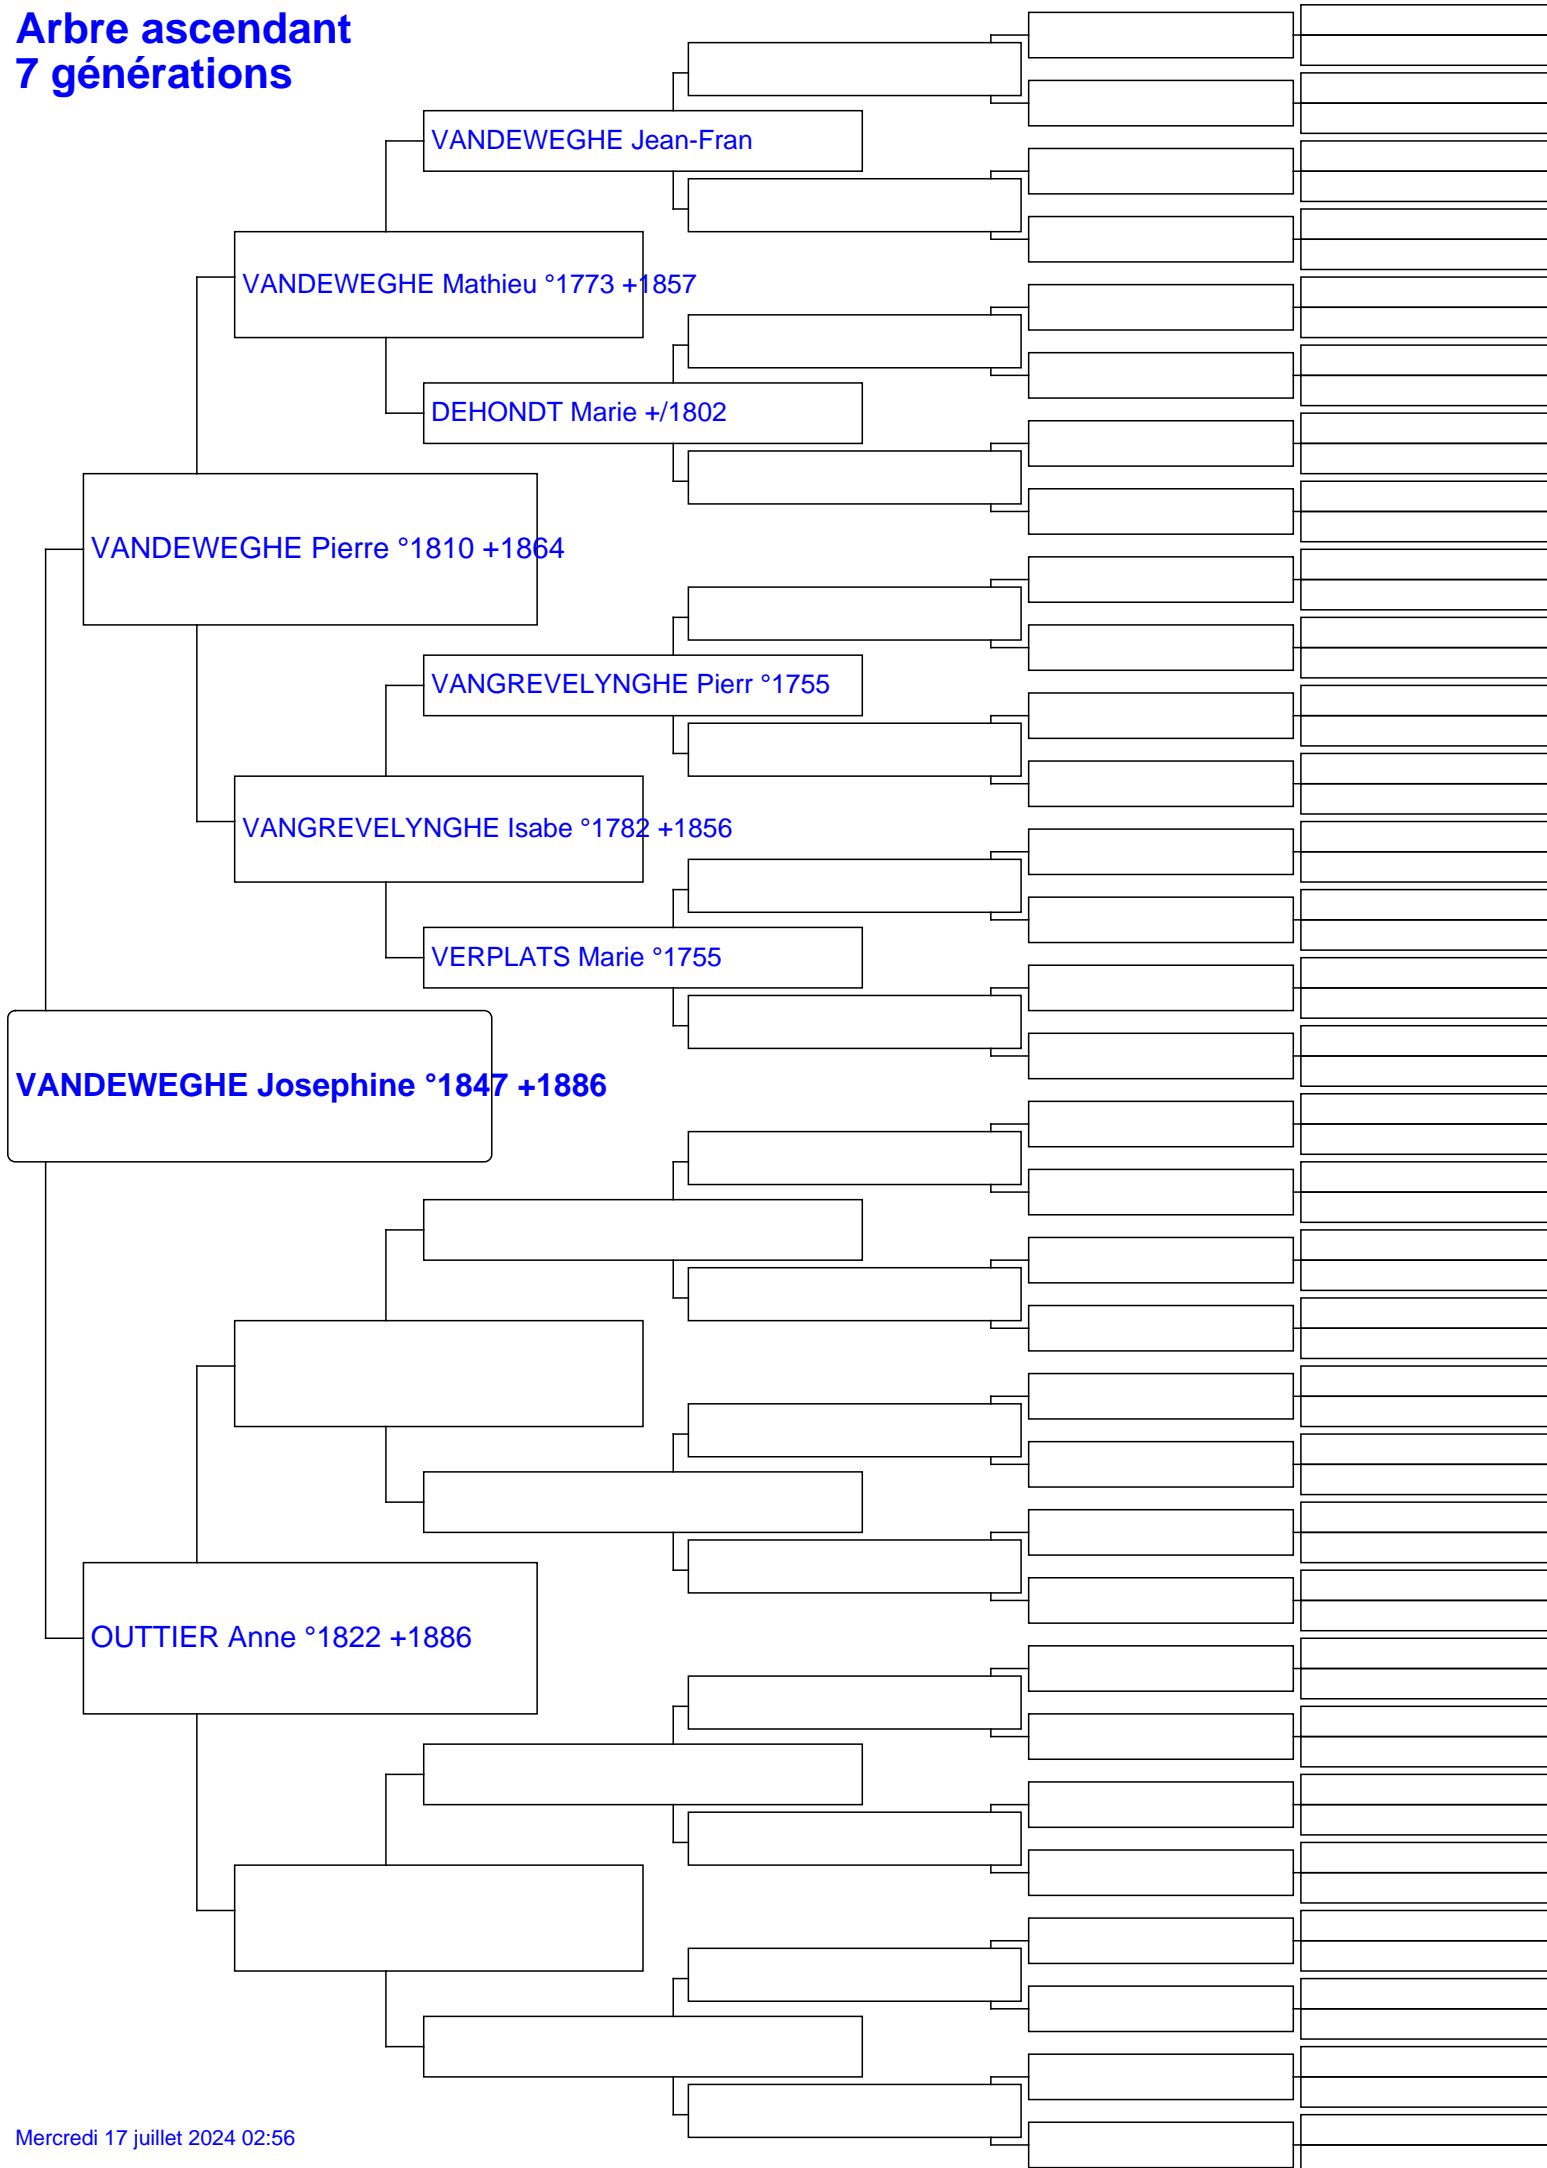 Arbre ascendant
7 générations
VANDEWEGHE Jean-Fran
VANDEWEGHE Mathieu °1773 +1857
DEHONDT Marie +/1802
VANDEWEGHE Pierre °1810 +1864
VANGREVELYNGHE Pierr °1755
VANGREVELYNGHE Isabe °1782 +1856
VERPLATS Marie °1755
VANDEWEGHE Josephine °1847 +1886
OUTTIER Anne °1822 +1886
Mercredi 17 juillet 2024 02:56